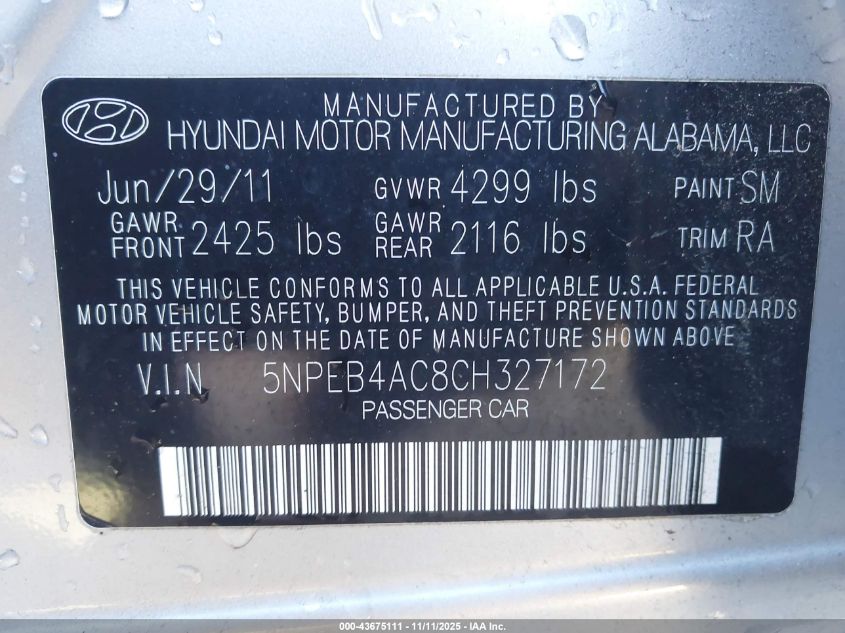 MANUFACTURED BY
HYUNDAI MOTOR MANUFACTURING ALABAMA, LLC
Jun/29/11 GVWR 4299 lbs PAINT SM
GAWR FRONT 2425 lbs GAWR REAR 2116 lbs TRIM RA
THIS VEHICLE CONFORMS TO ALL APPLICABLE U.S.A. FEDERAL
MOTOR VEHICLE SAFETY, BUMPER, AND THEFT PREVENTION STANDARDS
IN EFFECT ON THE DATE OF MANUFACTURE SHOWN ABOVE
V.I.N 5NPEB4AC8CH327172
PASSENGER CAR
000-43675111 - 11/11/2025 - IAA Inc.